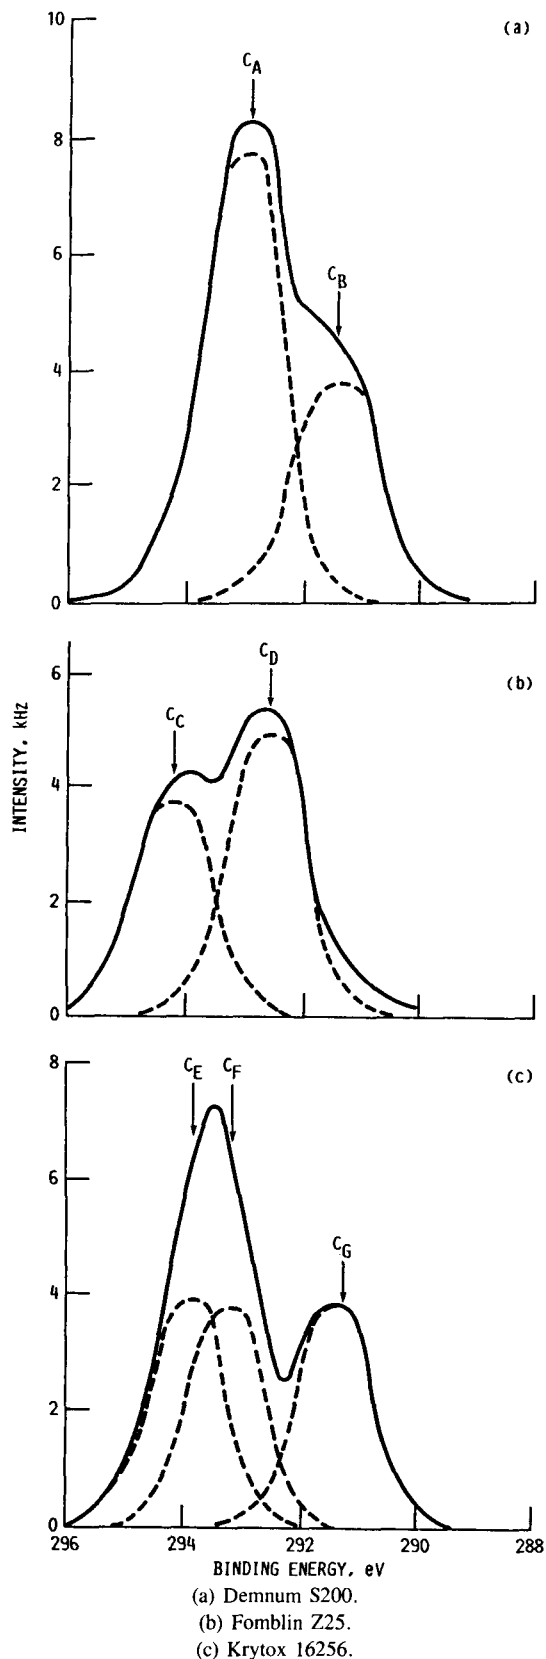 10
(a)
C_A
8
6
C_B
4
2
0
6
C_D
(b)
C_C
4
2
0
INTENSITY, kHz
8
C_E C_F
(c)
6
C_G
4
2
0
296 294 292 290 288
BINDING ENERGY, eV
(a) Demnum S200.
(b) Fomblin Z25.
(c) Krytox 16256.